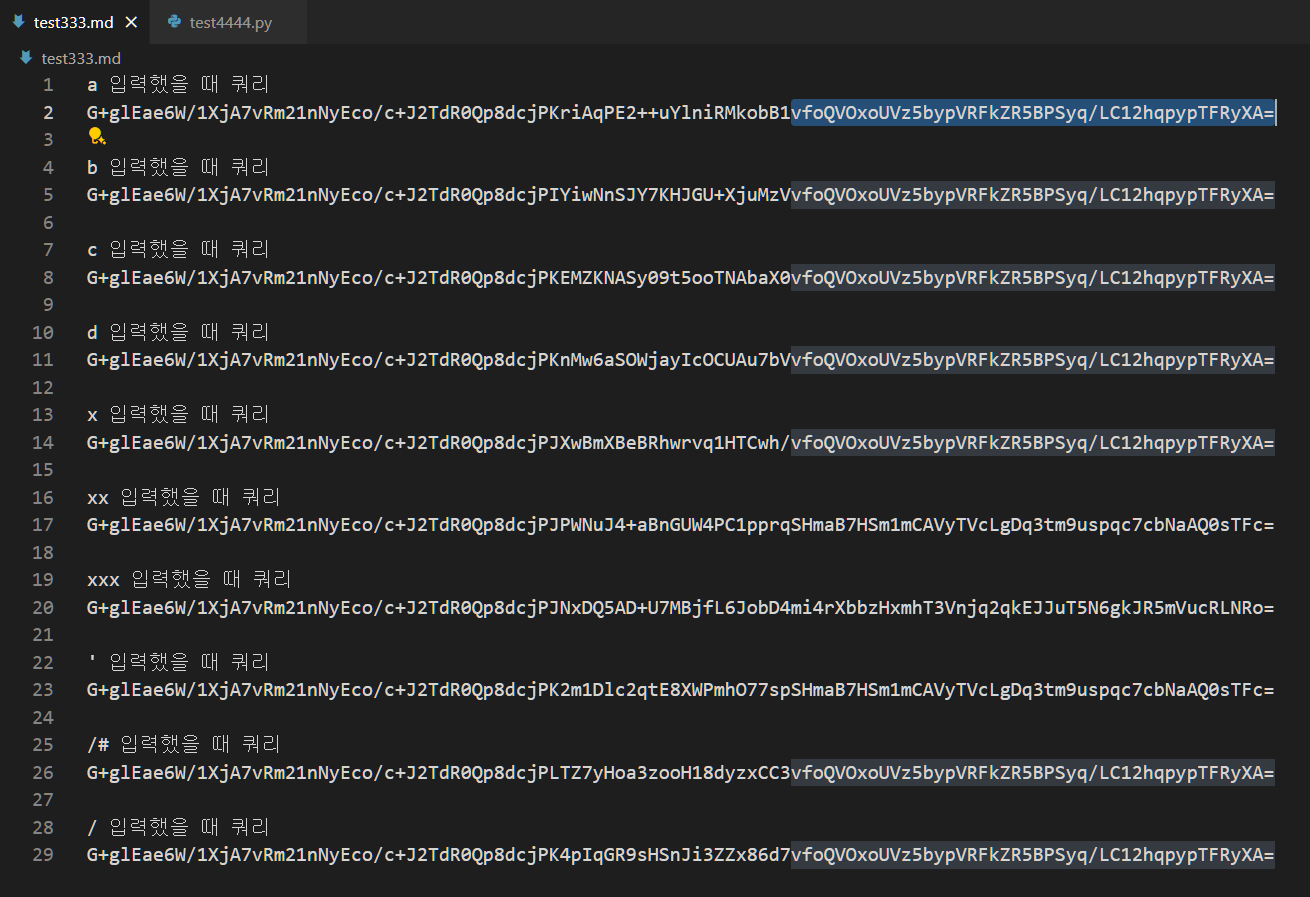 test333.md
test4444.py
test333.md
1 a 입력했을 때 쿼리
2 G+glEae6W/1XjA7vRm21nNyEco/c+J2TdR0Qp8dcjPKriAqPE2++uYlniRMkobB1vfoQVOxoUVz5bypVRFkZR5BPSyq/LC12hqpypTFRyXA=
3
4 b 입력했을 때 쿼리
5 G+glEae6W/1XjA7vRm21nNyEco/c+J2TdR0Qp8dcjPIYiwNnSJY7KHJGU+XjuMzVvfoQVOxoUVz5bypVRFkZR5BPSyq/LC12hqpypTFRyXA=
6
7 c 입력했을 때 쿼리
8 G+glEae6W/1XjA7vRm21nNyEco/c+J2TdR0Qp8dcjPKEMZKNASy09t5ooTNAbaX0vfoQVOxoUVz5bypVRFkZR5BPSyq/LC12hqpypTFRyXA=
9
10 d 입력했을 때 쿼리
11 G+glEae6W/1XjA7vRm21nNyEco/c+J2TdR0Qp8dcjPKnMw6aSOWjayIcOCUAu7bVvfoQVOxoUVz5bypVRFkZR5BPSyq/LC12hqpypTFRyXA=
12
13 x 입력했을 때 쿼리
14 G+glEae6W/1XjA7vRm21nNyEco/c+J2TdR0Qp8dcjPJXwBmXBeBRhwrvq1HTCwh/vfoQVOxoUVz5bypVRFkZR5BPSyq/LC12hqpypTFRyXA=
15
16 xx 입력했을 때 쿼리
17 G+glEae6W/1XjA7vRm21nNyEco/c+J2TdR0Qp8dcjPJPWNuJ4+aBnGUW4PC1pprqSHmaB7HSm1mCAVyTVcLgDq3tm9uspqc7cbNaAQ0sTFc=
18
19 xxx 입력했을 때 쿼리
20 G+glEae6W/1XjA7vRm21nNyEco/c+J2TdR0Qp8dcjPJNxDQ5AD+U7MBjfL6JobD4mi4rXbbzHxmhT3Vnjq2qkEJJuT5N6gkJR5mVucRLNRo=
21
22 ' 입력했을 때 쿼리
23 G+glEae6W/1XjA7vRm21nNyEco/c+J2TdR0Qp8dcjPK2m1Dlc2qtE8XWPmhO77spSHmaB7HSm1mCAVyTVcLgDq3tm9uspqc7cbNaAQ0sTFc=
24
25 /# 입력했을 때 쿼리
26 G+glEae6W/1XjA7vRm21nNyEco/c+J2TdR0Qp8dcjPLTZ7yHoa3zooH18dyzxCC3vfoQVOxoUVz5bypVRFkZR5BPSyq/LC12hqpypTFRyXA=
27
28 / 입력했을 때 쿼리
29 G+glEae6W/1XjA7vRm21nNyEco/c+J2TdR0Qp8dcjPK4pIqGR9sHSnJi3ZZx86d7vfoQVOxoUVz5bypVRFkZR5BPSyq/LC12hqpypTFRyXA=